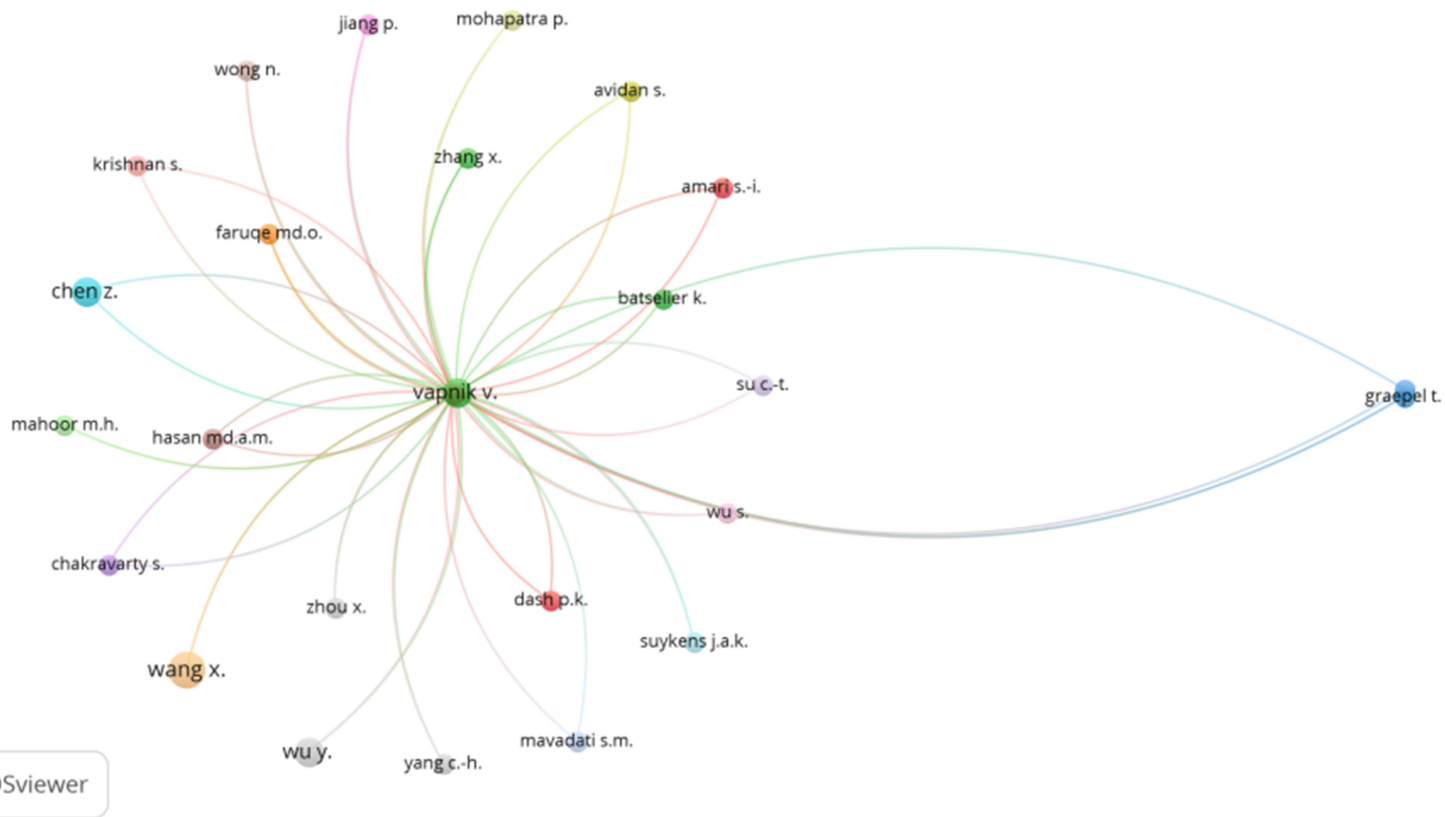 jiang p.
mohapatra p.
wong n.
avidan s.
zhang x.
krishnan s.
amari s.-i.
faruqe md.o.
chen z.
batselier k.
su c.-t.
vapnik v.
graepel t.
mahoor m.h.
hasan md.a.m.
wu s.
chakravarty s.
zhou x.
dash p.k.
suykens j.a.k.
wang x.
mavadati s.m.
wu y.
yang c.-h.
Sviewer